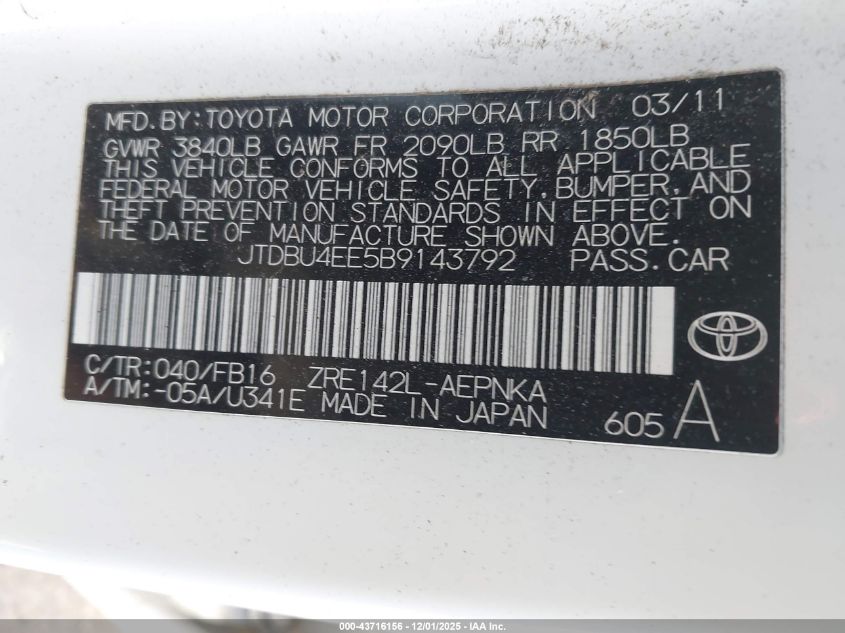 MFD.BY:TOYOTA MOTOR CORPORATION 03/11
GVWR 3840LB GAWR FR 2090LB RR 1850LB
THIS VEHICLE CONFORMS TO ALL APPLICABLE
FEDERAL MOTOR VEHICLE SAFETY,BUMPER,AND
THEFT PREVENTION STANDARDS IN EFFECT ON
THE DATE OF MANUFACTURE SHOWN ABOVE.
JTDBU4EE5B9143792 PASS.CAR
C/TR:040/FB16 ZRE142L-AEPNKA
A/TM:-05A/U341E MADE IN JAPAN
605 A
000-43716156 - 12/01/2025 - IAA Inc.